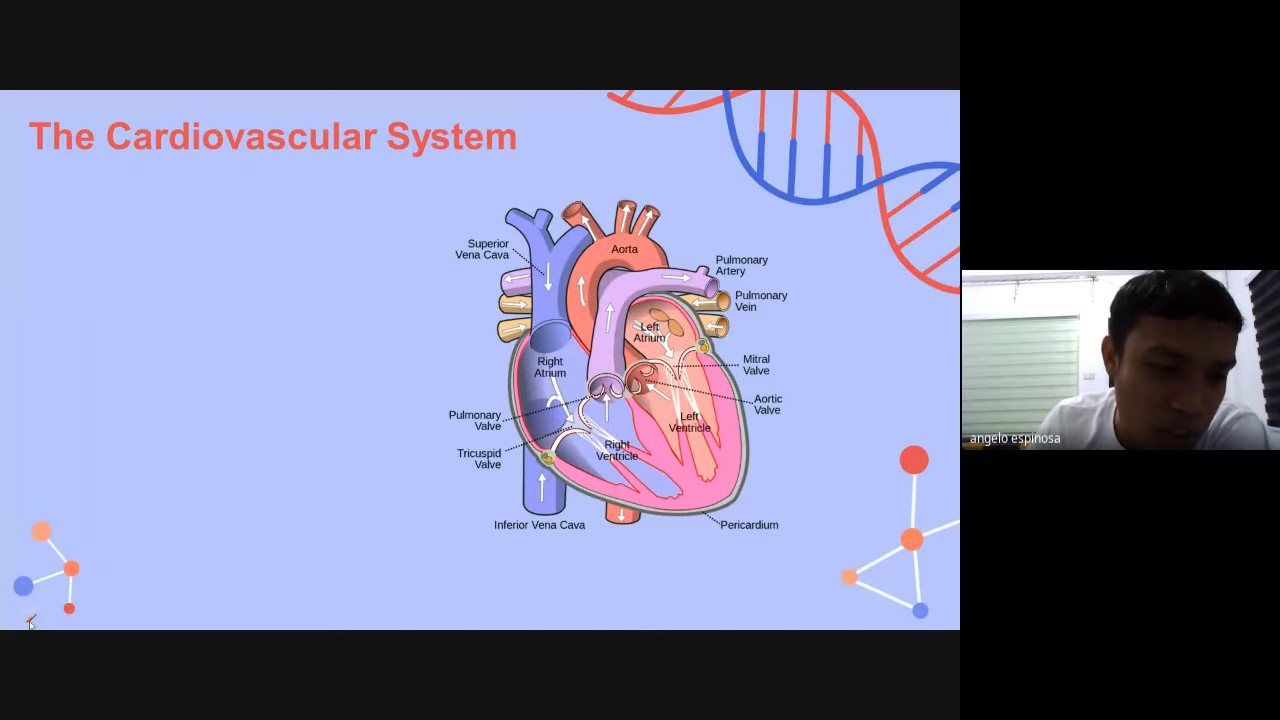 The Cardiovascular System
Superior
Vena Cava
Aorta
Pulmonary
Artery
Pulmonary
Vein
Left
Atrium
Right
Atrium
Mitral
Valve
Aortic
Valve
Pulmonary
Valve
Left
Ventricle
Right
Ventricle
Tricuspid
Valve
Inferior Vena Cava
Pericardium
angelo espinosa